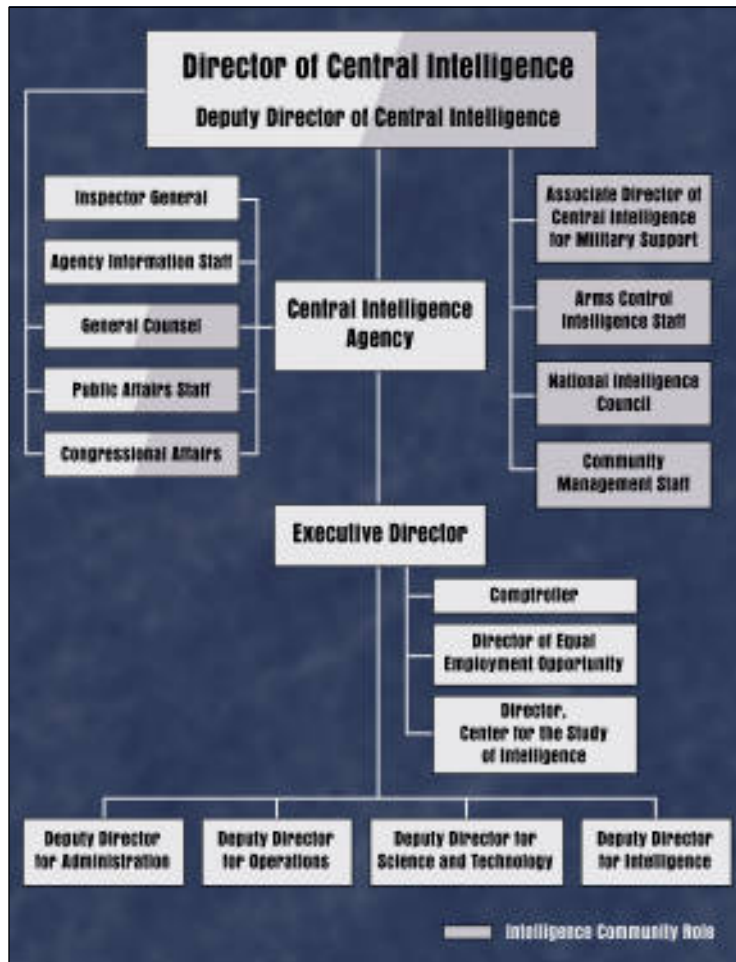 Director of Central Intelligence
Deputy Director of Central Intelligence
Inspector General
Agency Information Staff
General Counsel
Public Affairs Staff
Congressional Affairs
Central Intelligence
Agency
Associate Director of
Central Intelligence
for Military Support
Arms Control
Intelligence Staff
National Intelligence
Council
Community
Management Staff
Executive Director
Comptroller
Director of Equal
Employment Opportunity
Director,
Center for the Study
of Intelligence
Deputy Director
for Administration
Deputy Director
for Operations
Deputy Director for
Science and Technology
Deputy Director
for Intelligence
Intelligence Community Role